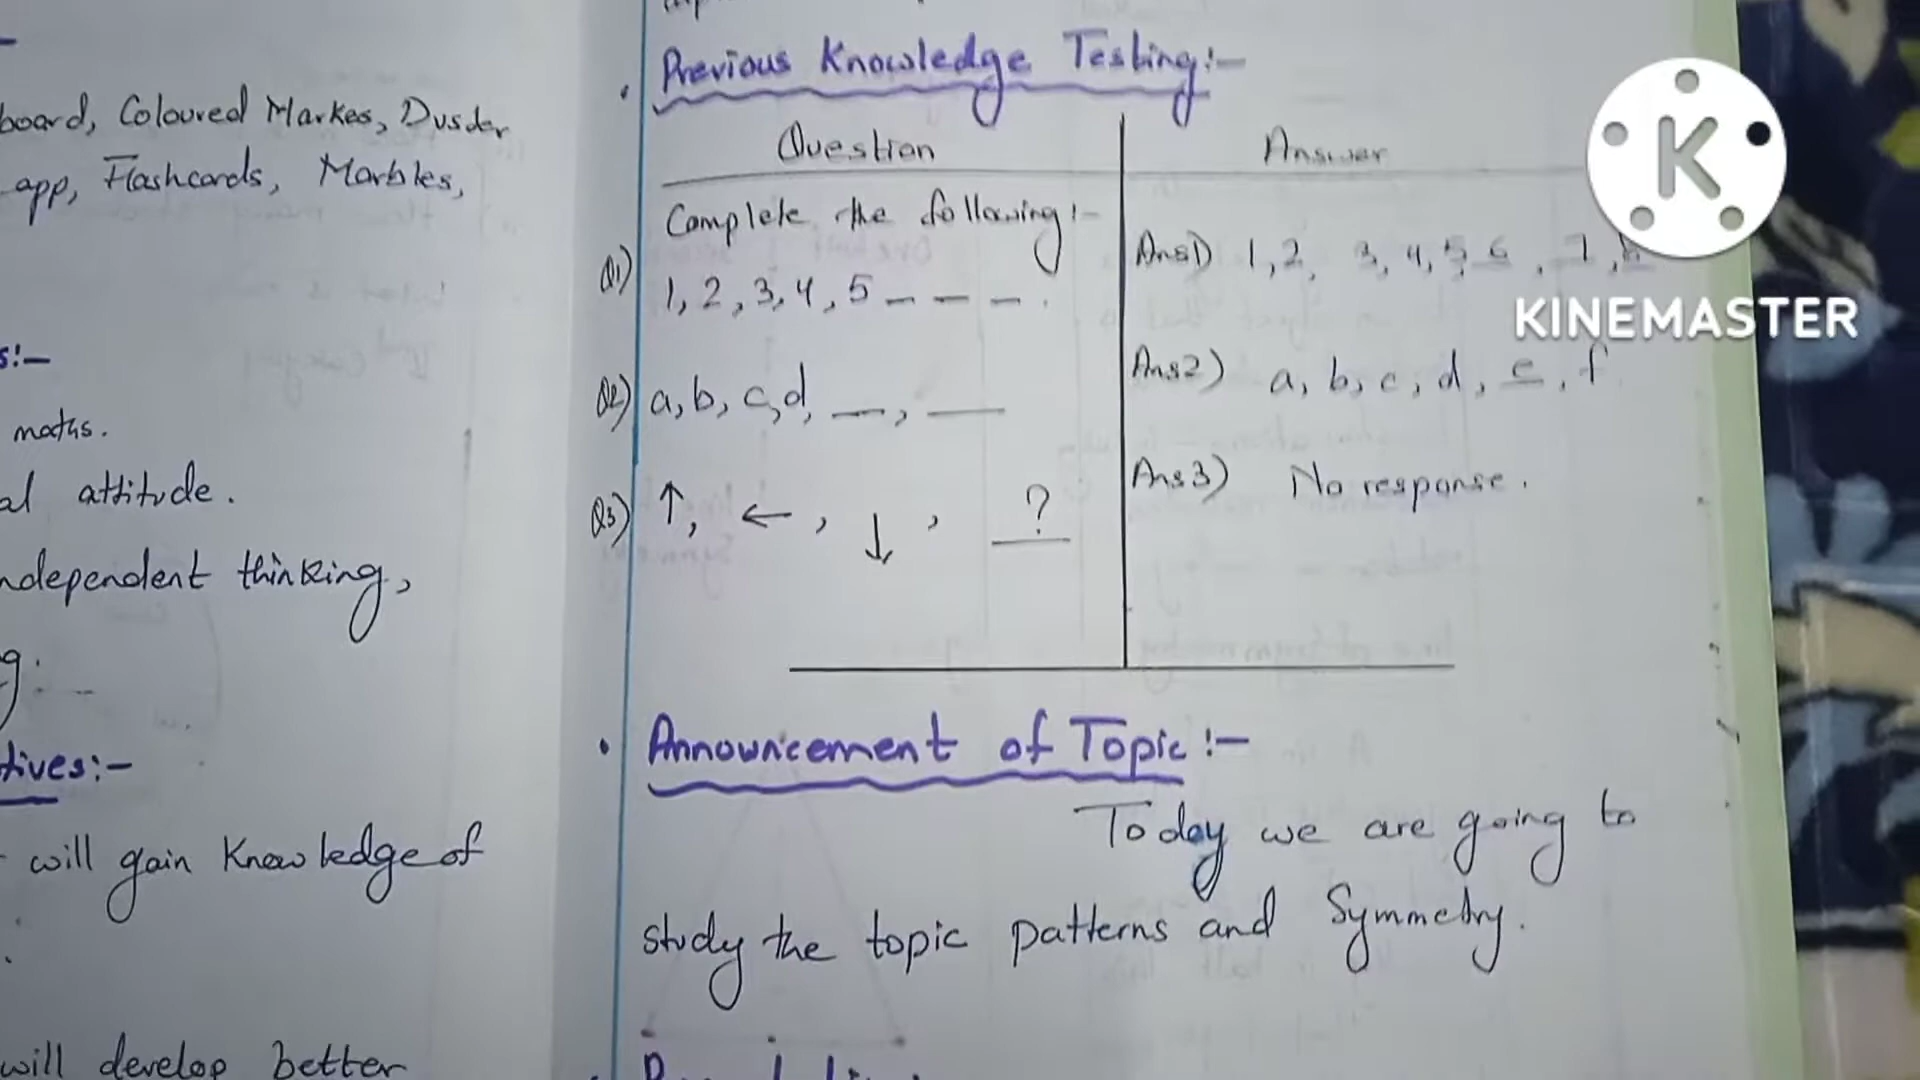 board, Coloured Markes, Duster
app, Flashcards, Marbles,
s:-
maths.
al attitude.
ndependent thinking,
g.
tives:-
will gain Knowledge of
will develop better
Previous Knowledge Testing:-
Question Answer
Complete the following:-
Q1) 1, 2, 3, 4, 5 _ _ _ .
Ans1) 1, 2, 3, 4, 5, 6, 7, 8
Q2) a, b, c, d, __, __
Ans2) a, b, c, d, e, f
Q3) ↑, ←, ↓, ?
Ans3) No response.
Announcement of Topic:-
Today we are going to
study the topic patterns and Symmetry.
K
KINEMASTER